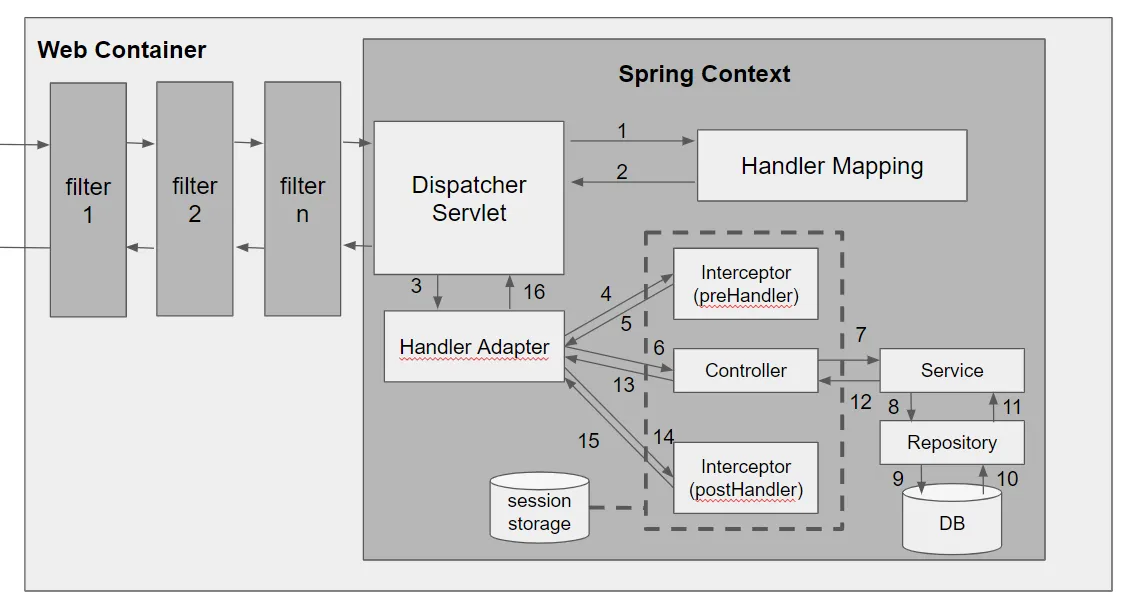 Web Container
Spring Context
filter
1
filter
2
filter
n
Dispatcher
Servlet
1
2
Handler Mapping
3
16
Handler Adapter
4
5
6
13
14
15
Interceptor
(preHandler)
Controller
Interceptor
(postHandler)
7
12
Service
8
11
Repository
9
10
DB
session
storage